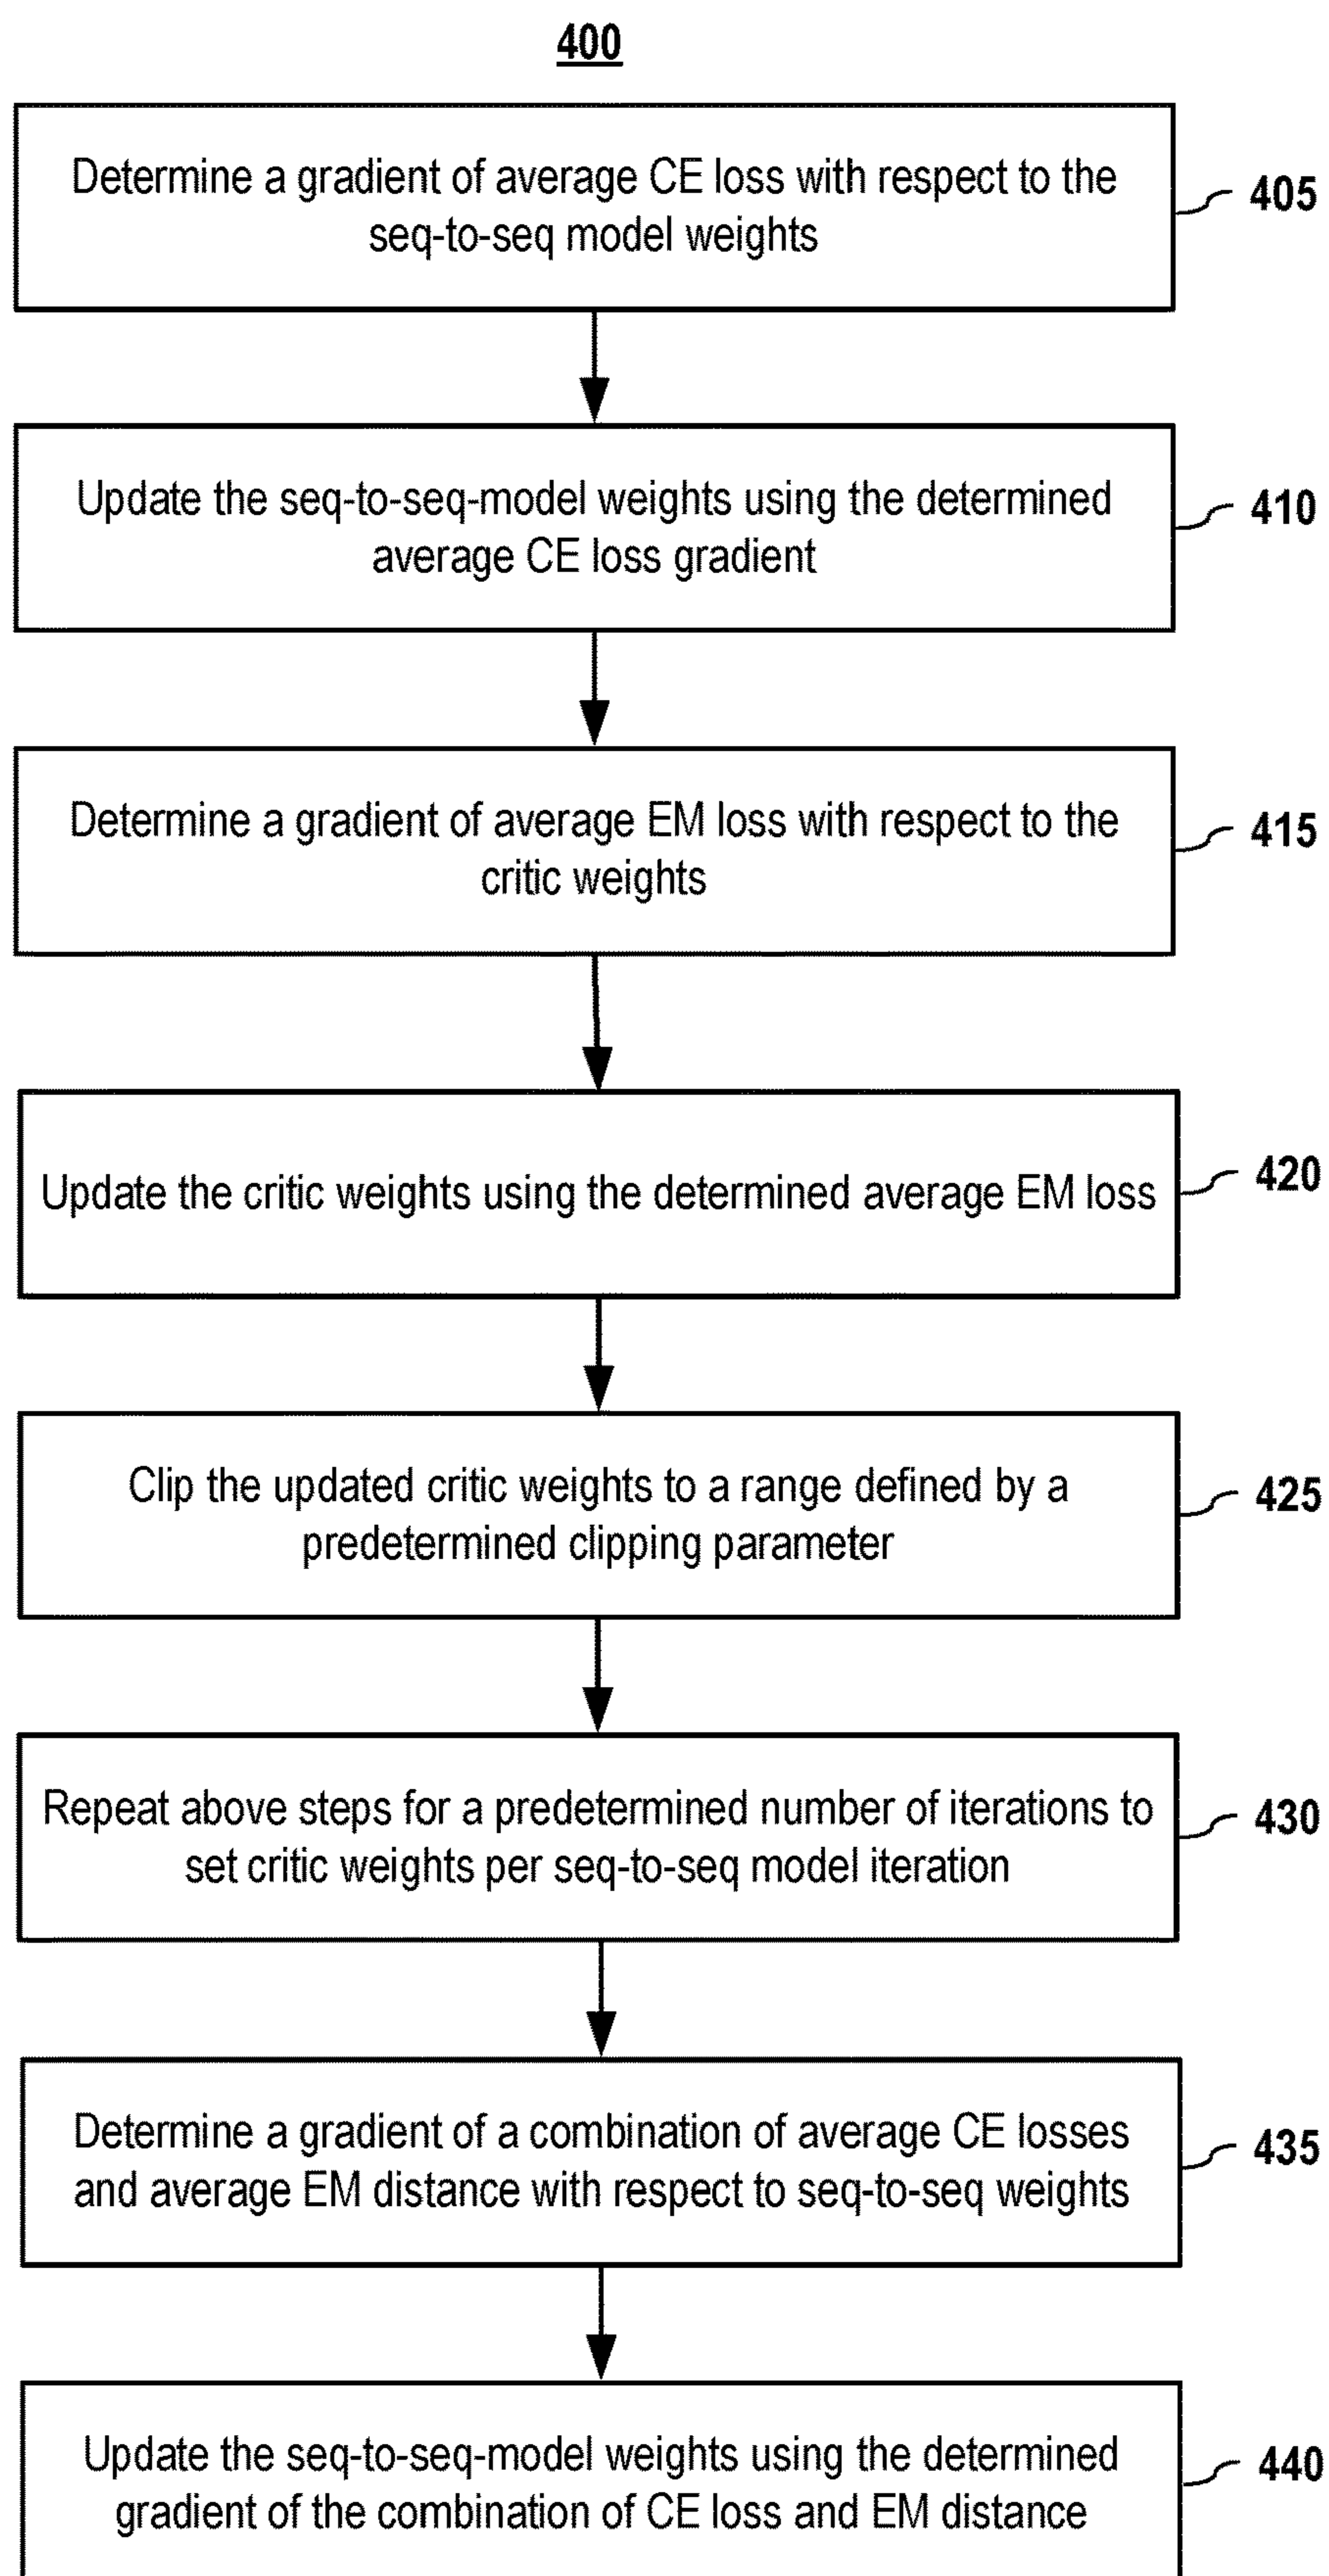 400
Determine a gradient of average CE loss with respect to the
seq-to-seq model weights
405
Update the seq-to-seq-model weights using the determined
average CE loss gradient
410
Determine a gradient of average EM loss with respect to the
critic weights
415
Update the critic weights using the determined average EM loss
420
Clip the updated critic weights to a range defined by a
predetermined clipping parameter
425
Repeat above steps for a predetermined number of iterations to
set critic weights per seq-to-seq model iteration
430
Determine a gradient of a combination of average CE losses
and average EM distance with respect to seq-to-seq weights
435
Update the seq-to-seq-model weights using the determined
gradient of the combination of CE loss and EM distance
440